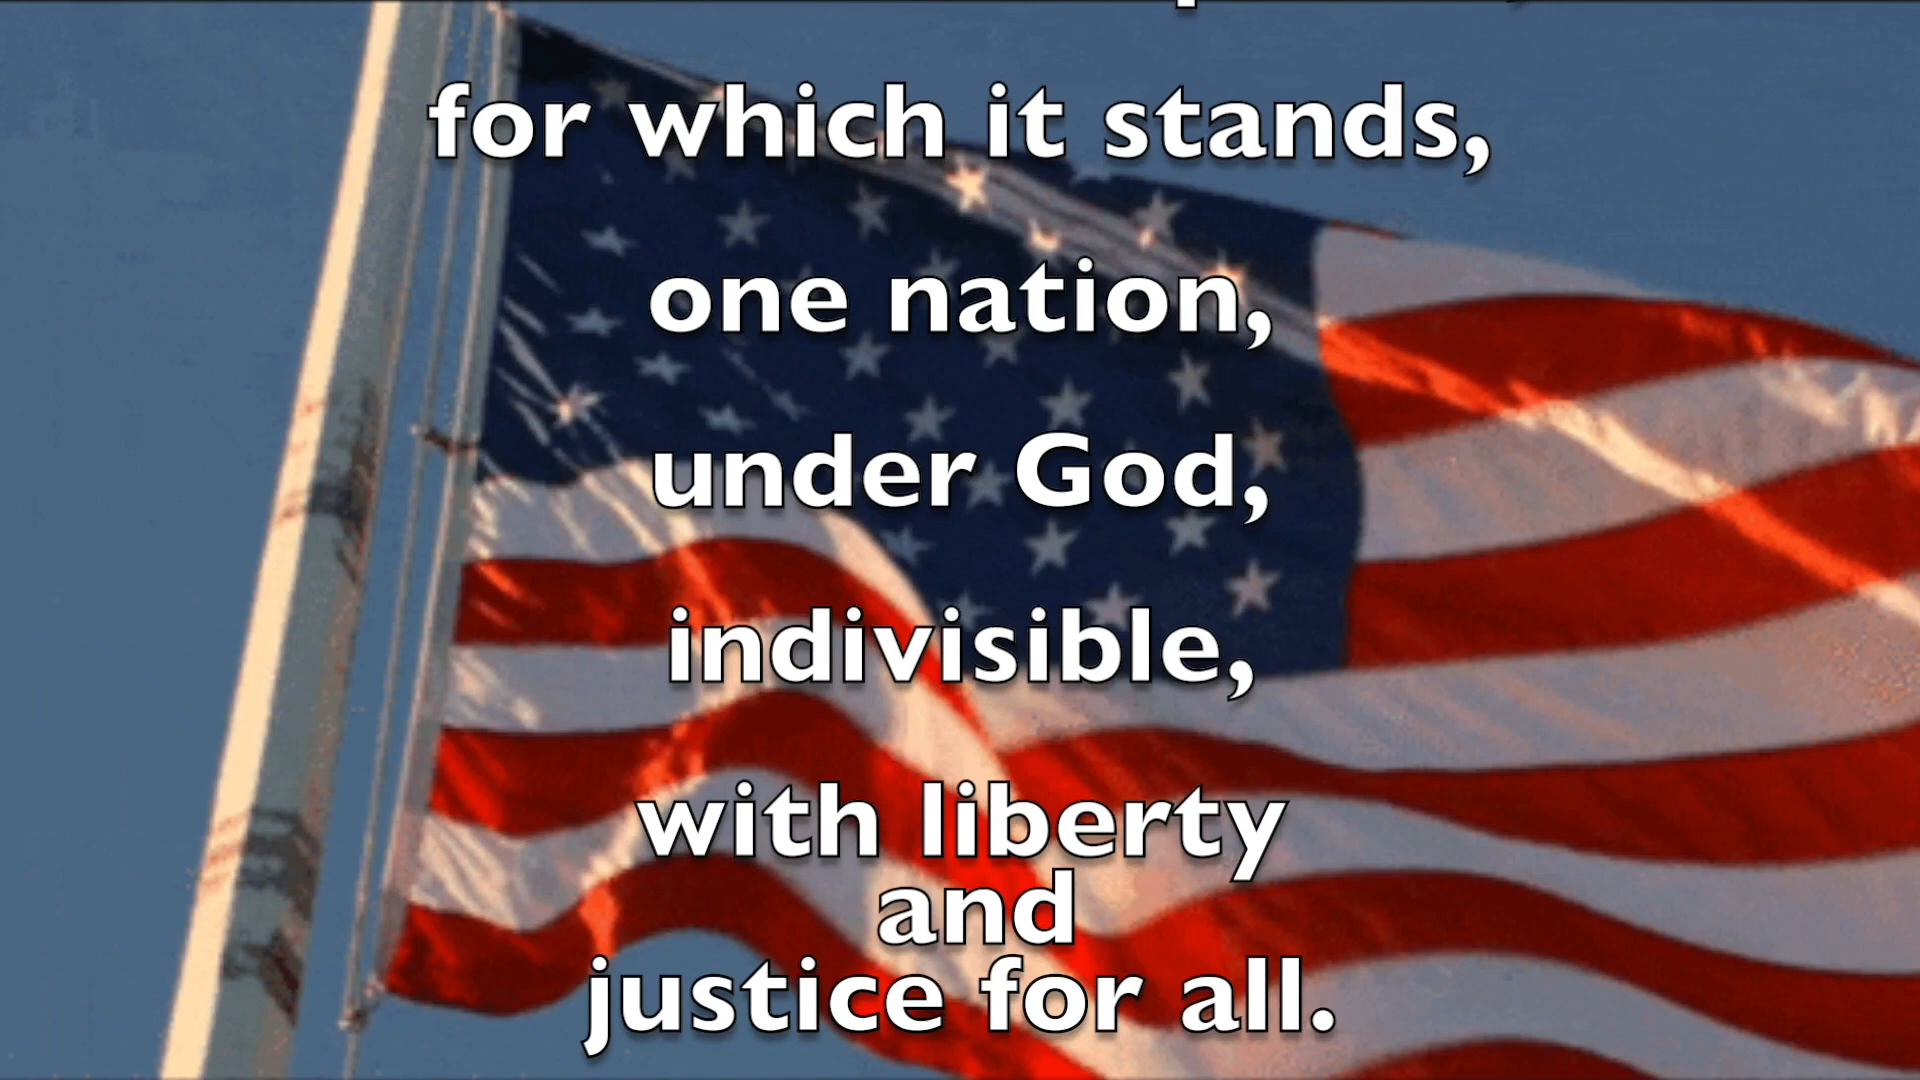 for which it stands,
one nation,
under God,
indivisible,
with liberty
and
justice for all.